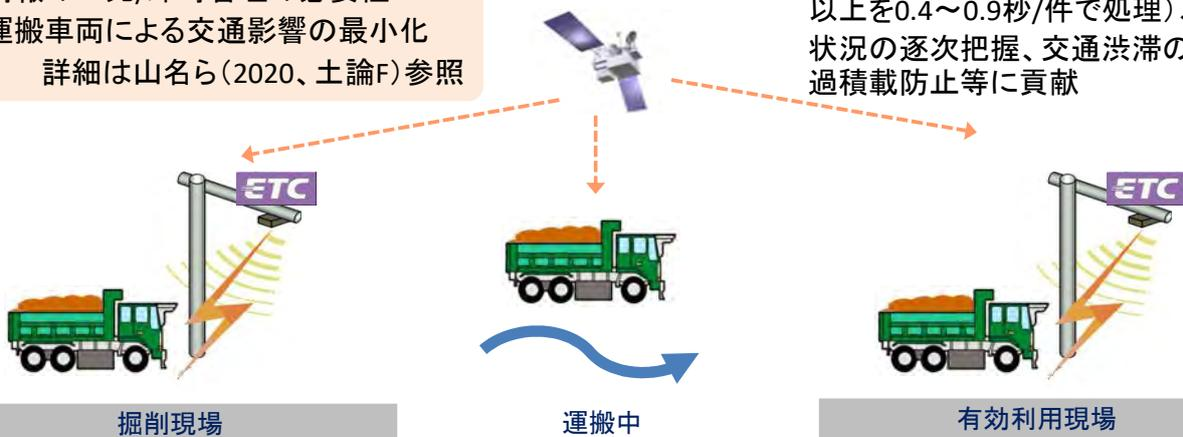 運搬車両による交通影響の最小化
詳細は山名ら（2020、土論F）参照
以上を0.4～0.9秒/件で処理）、
状況の逐次把握、交通渋滞の
過積載防止等に貢献
ETC
ETC
掘削現場
運搬中
有効利用現場